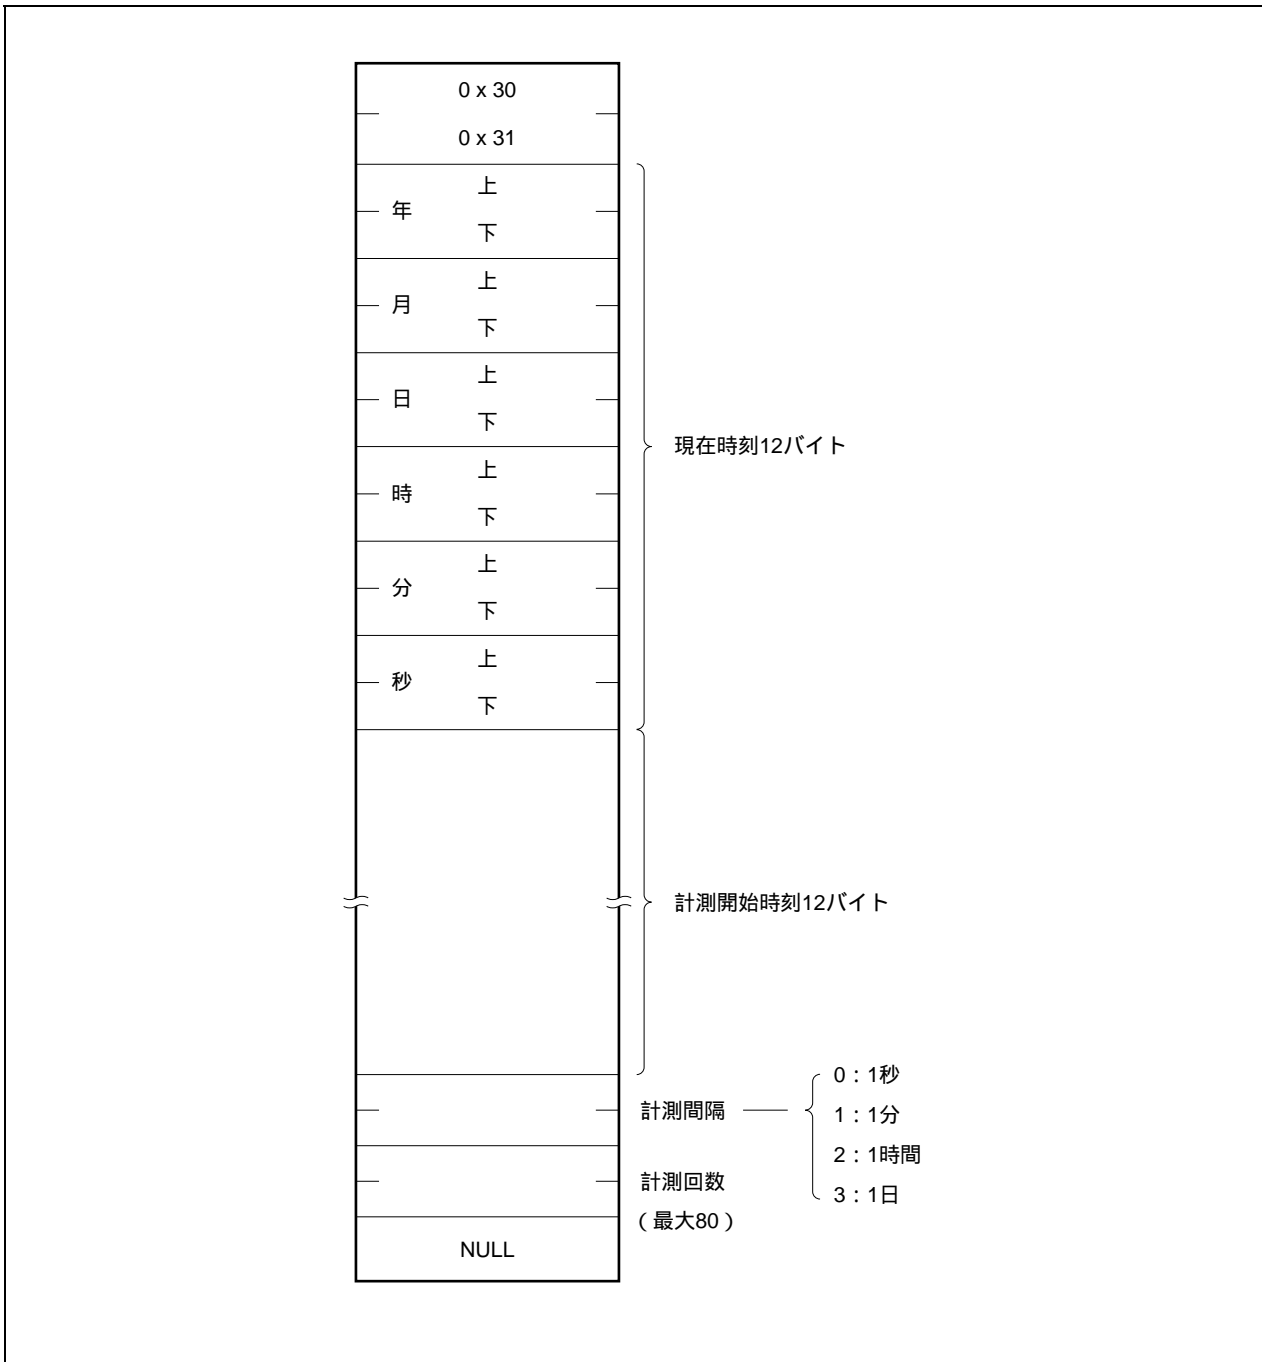 0 x 30
0 x 31
年
上
下
月
上
下
日
上
下
時
上
下
分
上
下
秒
上
下
現在時刻12バイト
計測開始時刻12バイト
計測間隔
0：1秒
1：1分
2：1時間
3：1日
計測回数
（最大80）
NULL